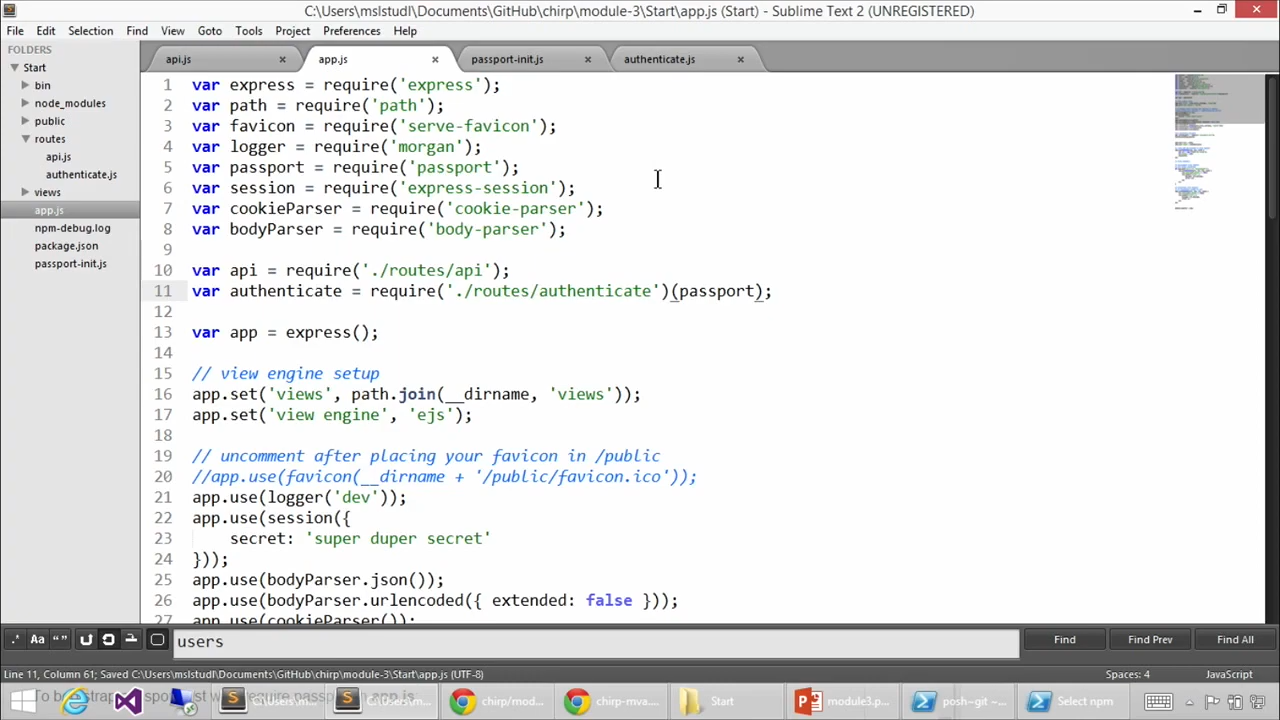 C:\Users\mslstudl\Documents\GitHub\chirp\module-3\Start\app.js (Start) - Sublime Text 2 (UNREGISTERED)
File Edit Selection Find View Goto Tools Project Preferences Help
FOLDERS
Start
bin
node_modules
public
routes
api.js
authenticate.js
views
app.js
npm-debug.log
package.json
passport-init.js
api.js app.js passport-init.js authenticate.js
1 var express = require('express');
2 var path = require('path');
3 var favicon = require('serve-favicon');
4 var logger = require('morgan');
5 var passport = require('passport');
6 var session = require('express-session');
7 var cookieParser = require('cookie-parser');
8 var bodyParser = require('body-parser');
9
10 var api = require('./routes/api');
11 var authenticate = require('./routes/authenticate')(passport);
12
13 var app = express();
14
15 // view engine setup
16 app.set('views', path.join(__dirname, 'views'));
17 app.set('view engine', 'ejs');
18
19 // uncomment after placing your favicon in /public
20 //app.use(favicon(__dirname + '/public/favicon.ico'));
21 app.use(logger('dev'));
22 app.use(session({
23 secret: 'super duper secret'
24 }));
25 app.use(bodyParser.json());
26 app.use(bodyParser.urlencoded({ extended: false }));
27 app.use(cookieParser());
.* Aa “” users Find Find Prev Find All
Line 11, Column 61; Saved C:\Users\mslstudl\Documents\GitHub\chirp\module-3\Start\app.js (UTF-8) Spaces: 4 JavaScript
chirp/mod... chirp-mva... Start module3.p... posh~git ~... Select npm